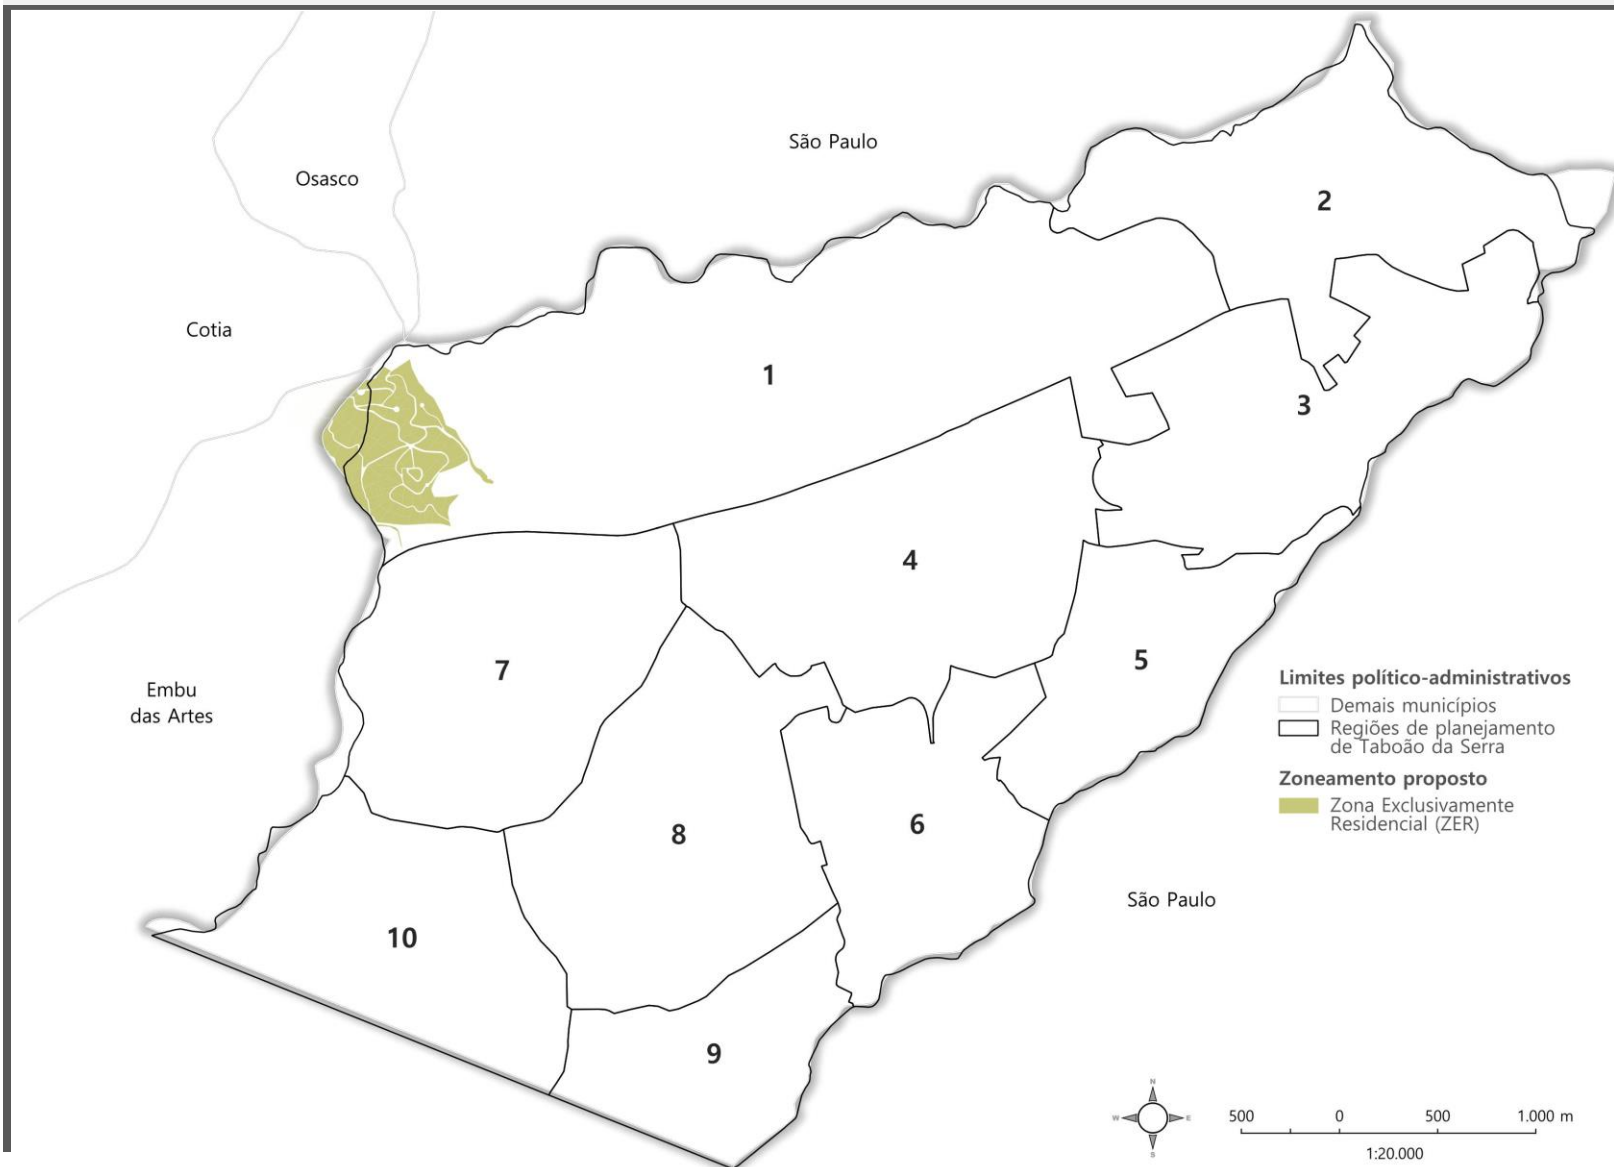 São Paulo
Osasco
2
Cotia
1
3
4
5
7
Limites político-administrativos
Demais municípios
Regiões de planejamento
de Taboão da Serra
Zoneamento proposto
Zona Exclusivamente
Residencial (ZER)
Embu
das Artes
8
6
São Paulo
10
9
N
W
E
S
500 0 500 1.000 m
1:20.000